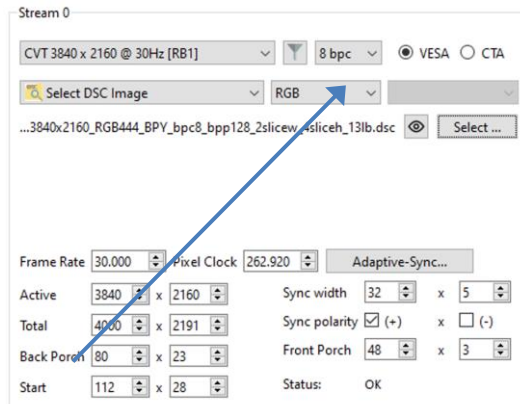 Stream 0
CVT 3840 x 2160 @ 30Hz [RB1] 8 bpc VESA CTA
Select DSC Image RGB
...3840x2160_RGB444_BPY_bpc8_bpp128_2slicew_4sliceh_13lb.dsc Select ...
Frame Rate 30.000 Pixel Clock 262.920 Adaptive-Sync...
Active 3840 x 2160 Sync width 32 x 5
Total 4000 x 2191 Sync polarity (+) x (-)
Back Porch 80 x 23 Front Porch 48 x 3
Start 112 x 28 Status: OK